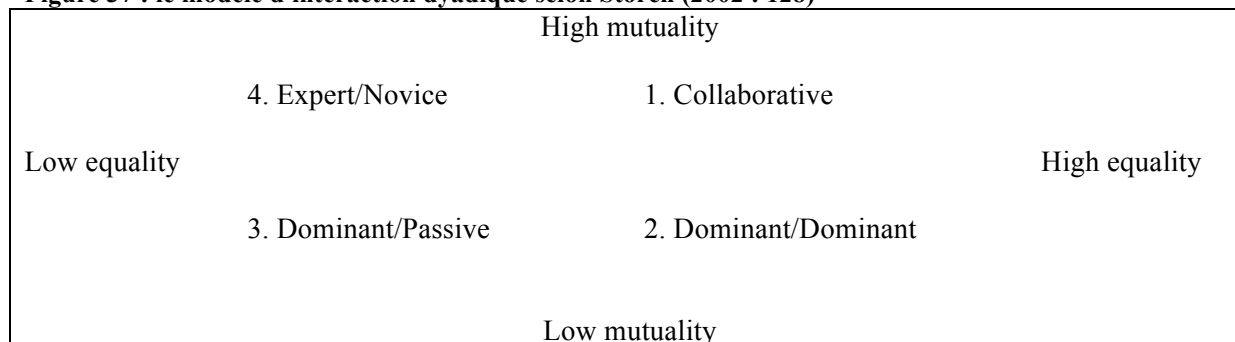 Figure 37 : le modèle d'interaction dyadique selon Storch (2002 : 128)
High mutuality
4. Expert/Novice 1. Collaborative
Low equality High equality
3. Dominant/Passive 2. Dominant/Dominant
Low mutuality